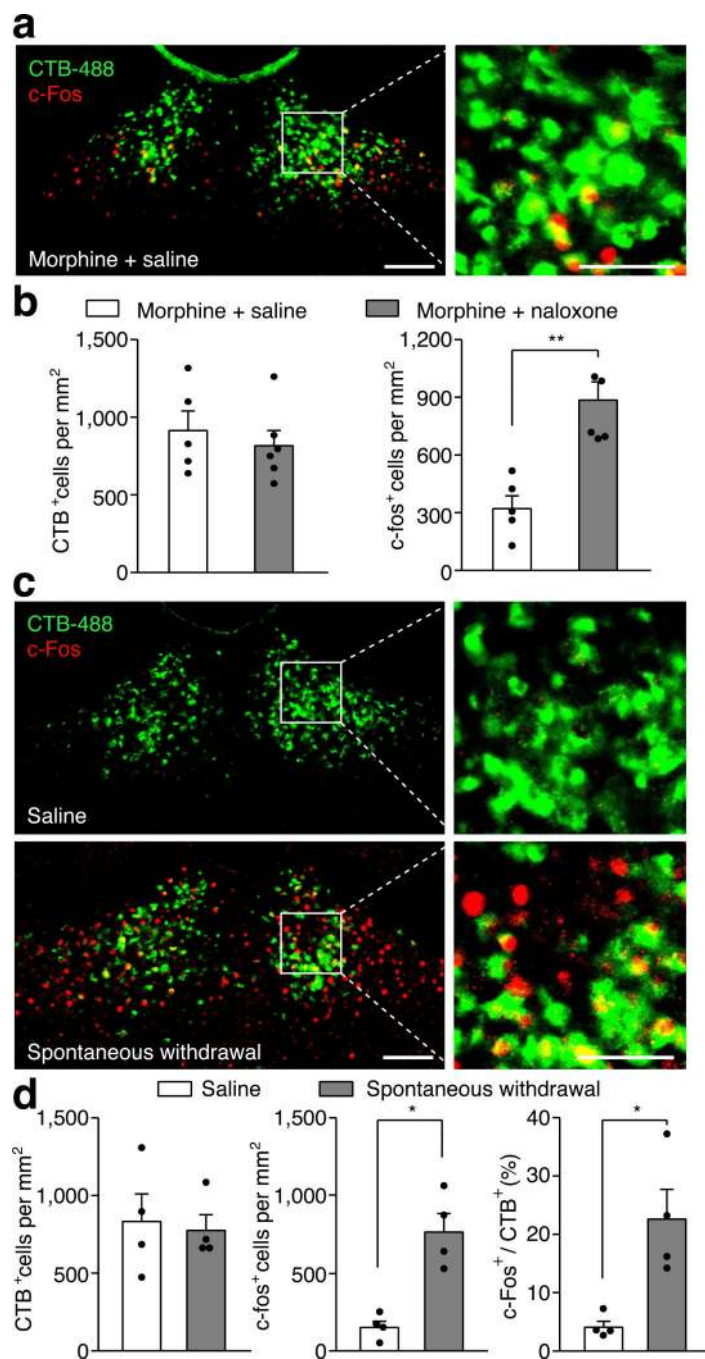 a
CTB-488
c-Fos
Morphine + saline
b
Morphine + saline
Morphine + naloxone
CTB⁺cells per mm²
1,500
1,000
500
0
c-fos⁺ cells per mm²
1,200
900
600
300
0
**
c
CTB-488
c-Fos
Saline
Spontaneous withdrawal
d
Saline
Spontaneous withdrawal
CTB⁺cells per mm²
1,500
1,000
500
0
c-fos⁺ cells per mm²
1,500
1,000
500
0
*
c-Fos⁺ / CTB⁺(%)
40
30
20
10
0
*